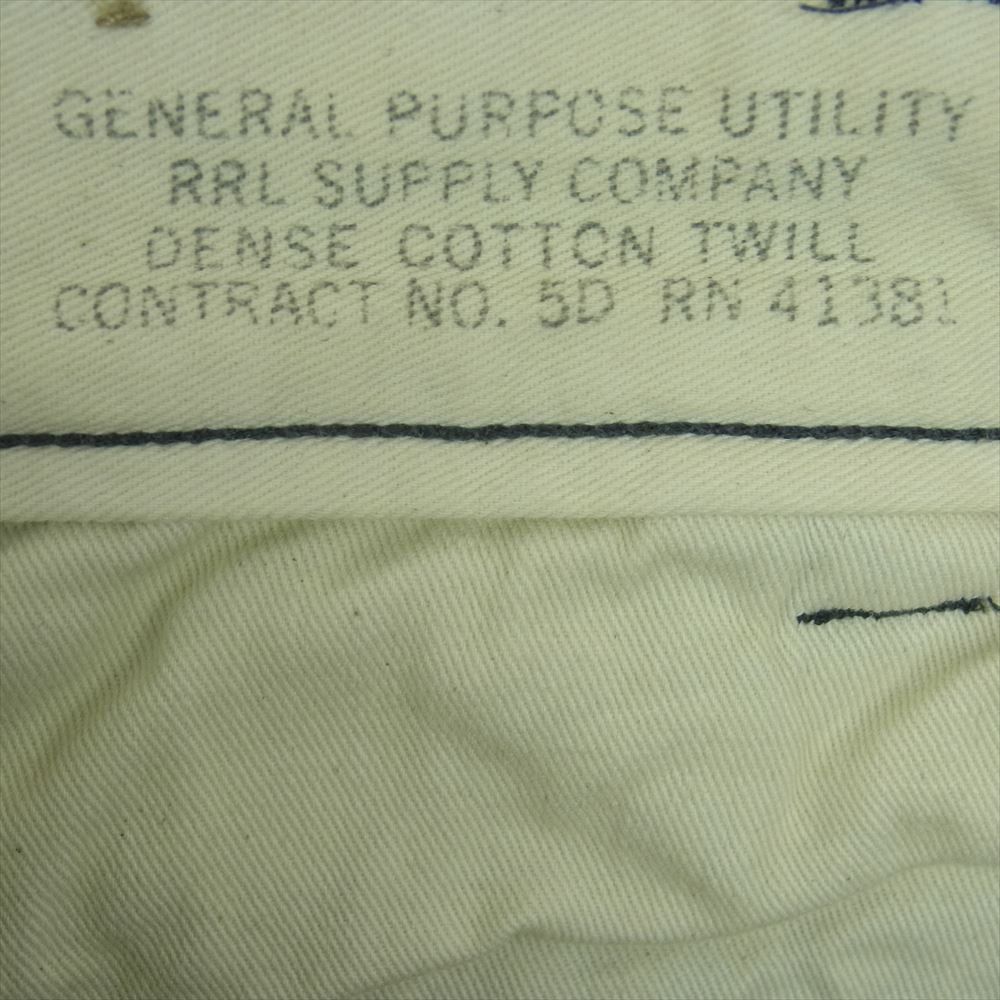 GENERAL PURPOSE UTILITY
RRL SUPPLY COMPANY
DENSE COTTON TWILL
CONTRACT NO. 5D RN 41381